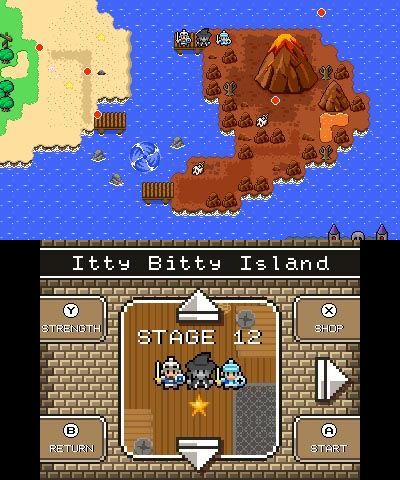 Itty Bitty Island
Y
STRENGTH
X
SHOP
STAGE 12
B
RETURN
A
START